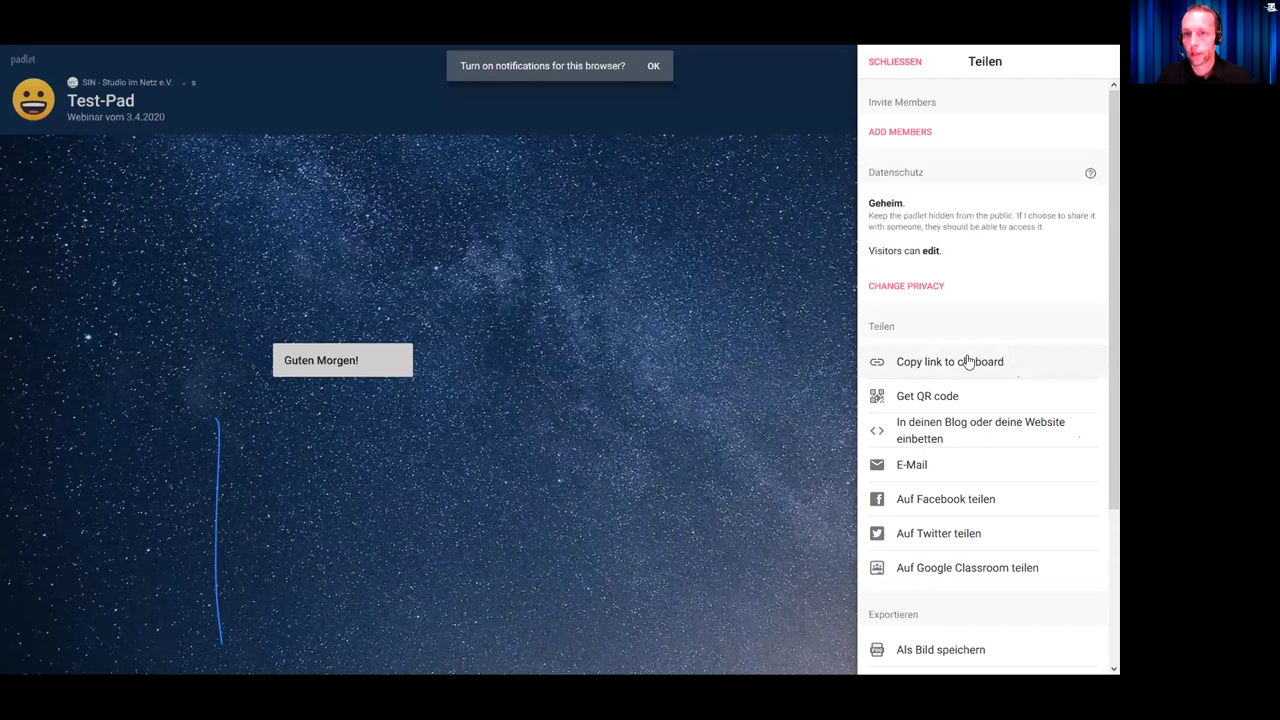 padlet
SIN - Studio im Netz e.V.
Test-Pad
Webinar vom 3.4.2020
Turn on notifications for this browser?
OK
Guten Morgen!
SCHLIESSEN
Teilen
Invite Members
ADD MEMBERS
Datenschutz
Geheim.
Keep the padlet hidden from the public. If I choose to share it
with someone, they should be able to access it.
Visitors can edit.
CHANGE PRIVACY
Teilen
Copy link to clipboard
Get QR code
In deinen Blog oder deine Website
einbetten
E-Mail
Auf Facebook teilen
Auf Twitter teilen
Auf Google Classroom teilen
Exportieren
Als Bild speichern